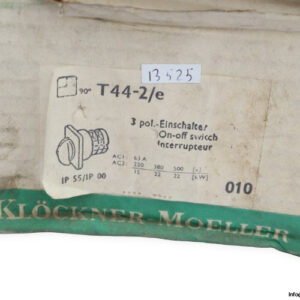 13525
90° T44-2/e
3 pol.-Einschalter
On-off switch
Interrupteur
AC1 63 A
AC3 220 380 500 [V]
15 22 22 [kW]
IP 55/IP 00
010
KLÖCKNER MOELLER